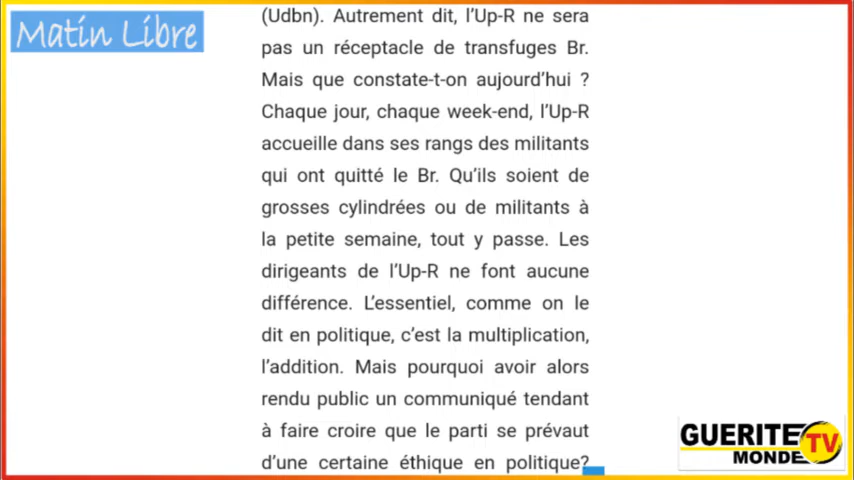 Matin Libre
(Udbn). Autrement dit, l’Up-R ne sera
pas un réceptacle de transfuges Br.
Mais que constate-t-on aujourd’hui ?
Chaque jour, chaque week-end, l’Up-R
accueille dans ses rangs des militants
qui ont quitté le Br. Qu’ils soient de
grosses cylindrées ou de militants à
la petite semaine, tout y passe. Les
dirigeants de l’Up-R ne font aucune
différence. L’essentiel, comme on le
dit en politique, c’est la multiplication,
l’addition. Mais pourquoi avoir alors
rendu public un communiqué tendant
à faire croire que le parti se prévaut
d’une certaine éthique en politique?
GUERITE TV
MONDE